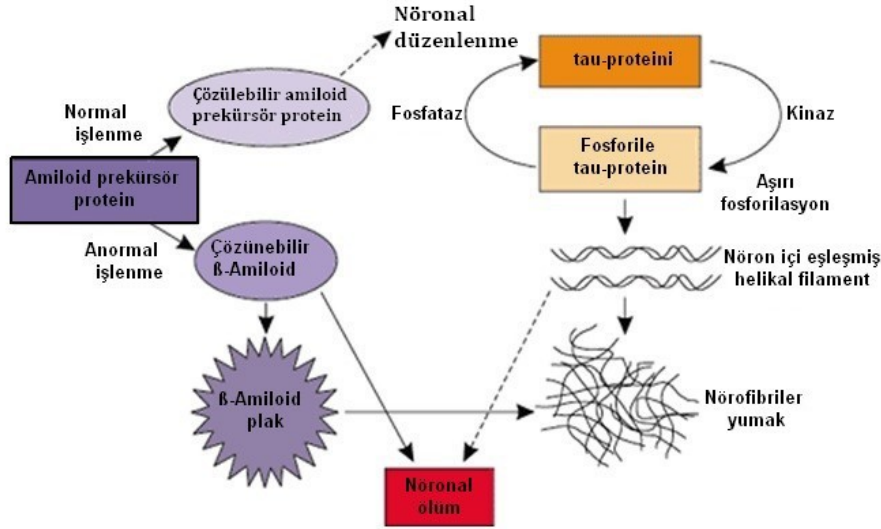 Nöronal
düzenlenme
tau-proteini
Çözülebilir amiloid
prekürsör protein
Normal
işlenme
Fosfataz
Kinaz
Fosforile
tau-protein
Amiloid prekürsör
protein
Aşırı
fosforilasyon
Anormal
işlenme
Çözünebilir
ß-Amiloid
Nöron içi eşleşmiş
helikal filament
ß-Amiloid
plak
Nörofibriler
yumak
Nöronal
ölüm